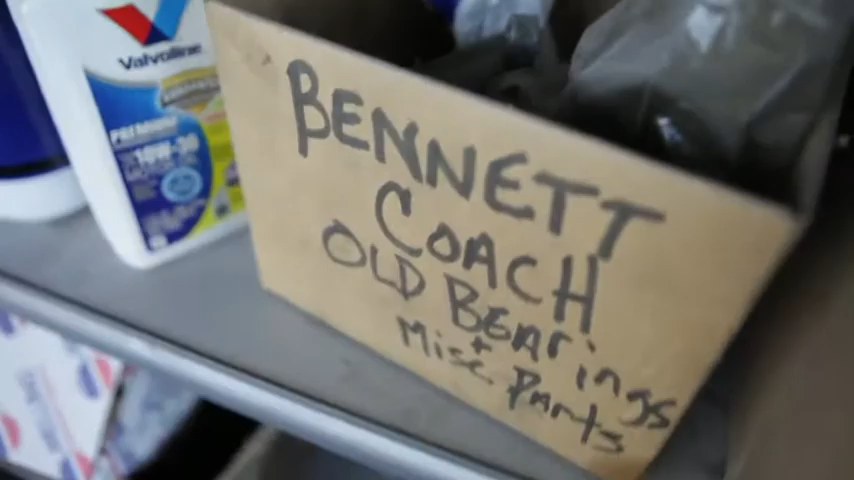 Valvoline
PREMIUM
10W-30
BENNETT
COACH
OLD BEArings
+
Misc. Parts